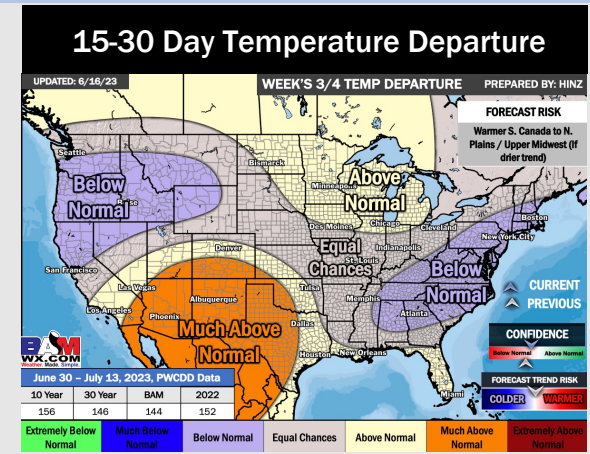 15-30 Day Temperature Departure
UPDATED: 6/16/23
WEEK'S 3/4 TEMP DEPARTURE
PREPARED BY: HINZ
FORECAST RISK
Warmer S. Canada to N.
Plains / Upper Midwest (If
drier trend)
Seattle
Bismarck
Below
Normal
Boise
Minneapolis
Above
Normal
Boston
Des Moines
Chicago
Cleveland
New York City
Denver
Equal
Chances
Indianapolis
St. Louis
San Francisco
Below
Normal
CURRENT
PREVIOUS
Las Vegas
Los Angeles
Albuquerque
Tulsa
Memphis
Phoenix
Much Above
Normal
Dallas
Atlanta
Houston
New Orleans
Miami
CONFIDENCE
Below Normal
Above Normal
FORECAST TREND RISK
COLDER
WARMER
BAM
WX.COM
Weather. Made. Simple.
June 30 – July 13, 2023, PWCDD Data
10 Year 30 Year BAM 2022
156 146 144 152
Extremely Below
Normal
Much Below
Normal
Below Normal
Equal Chances
Above Normal
Much Above
Normal
Extremely Above
Normal